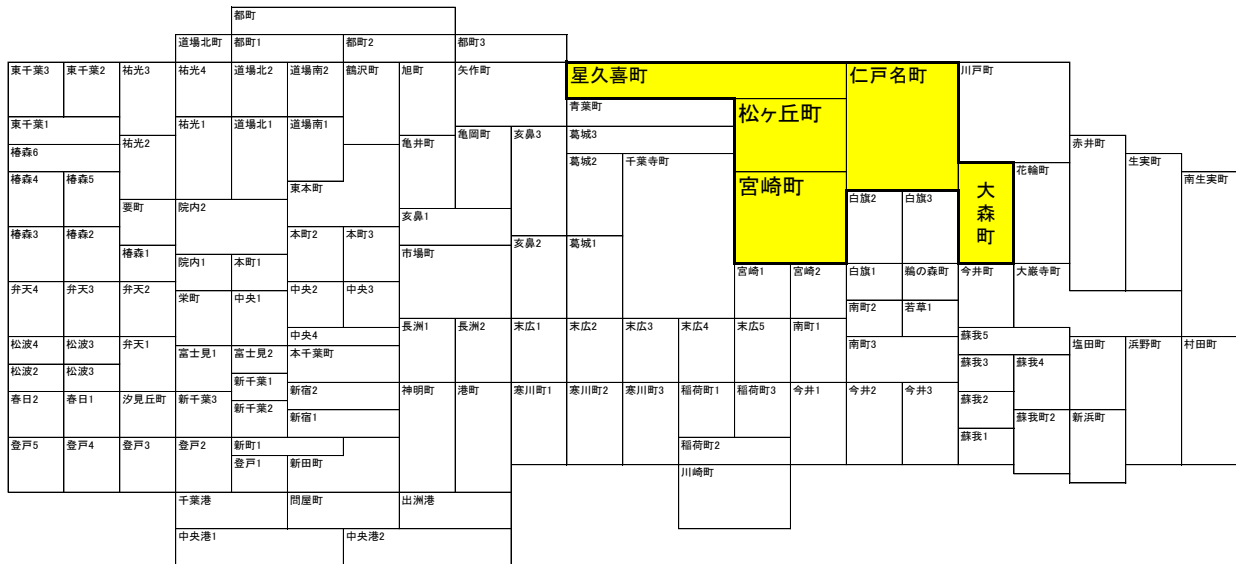 都町
道場北町 都町1 都町2 都町3
東千葉3 東千葉2 祐光3 祐光4 道場北2 道場南2 鶴沢町 旭町 矢作町 星久喜町 仁戸名町 川戸町
青葉町 松ヶ丘町
東千葉1 祐光1 道場北1 道場南1 亀岡町 亥鼻3 葛城3
祐光2 亀井町 赤井町
椿森6 葛城2 千葉寺町 生実町
椿森4 椿森5 宮崎町 大森町 花輪町 南生実町
東本町 白旗2 白旗3
要町 院内2 亥鼻1
椿森3 椿森2 本町2 本町3 亥鼻2 葛城1
椿森1 市場町
院内1 本町1 宮崎1 宮崎2 白旗1 鵜の森町 今井町 大巌寺町
弁天4 弁天3 弁天2 中央2 中央3
栄町 中央1 南町2 若草1
長洲1 長洲2 末広1 末広2 末広3 末広4 末広5 南町1
中央4 蘇我5
松波4 松波3 弁天1 南町3 塩田町 浜野町 村田町
富士見1 富士見2 本千葉町 蘇我3 蘇我4
松波2 松波3
新千葉1 新宿2 神明町 港町 寒川町1 寒川町2 寒川町3 稲荷町1 稲荷町3 今井1 今井2 今井3
春日2 春日1 汐見丘町 新千葉3 蘇我2
新千葉2 新宿1 蘇我町2 新浜町
蘇我1
登戸5 登戸4 登戸3 登戸2 新町1 稲荷町2
登戸1 新田町
川崎町
千葉港 問屋町 出洲港
中央港1 中央港2